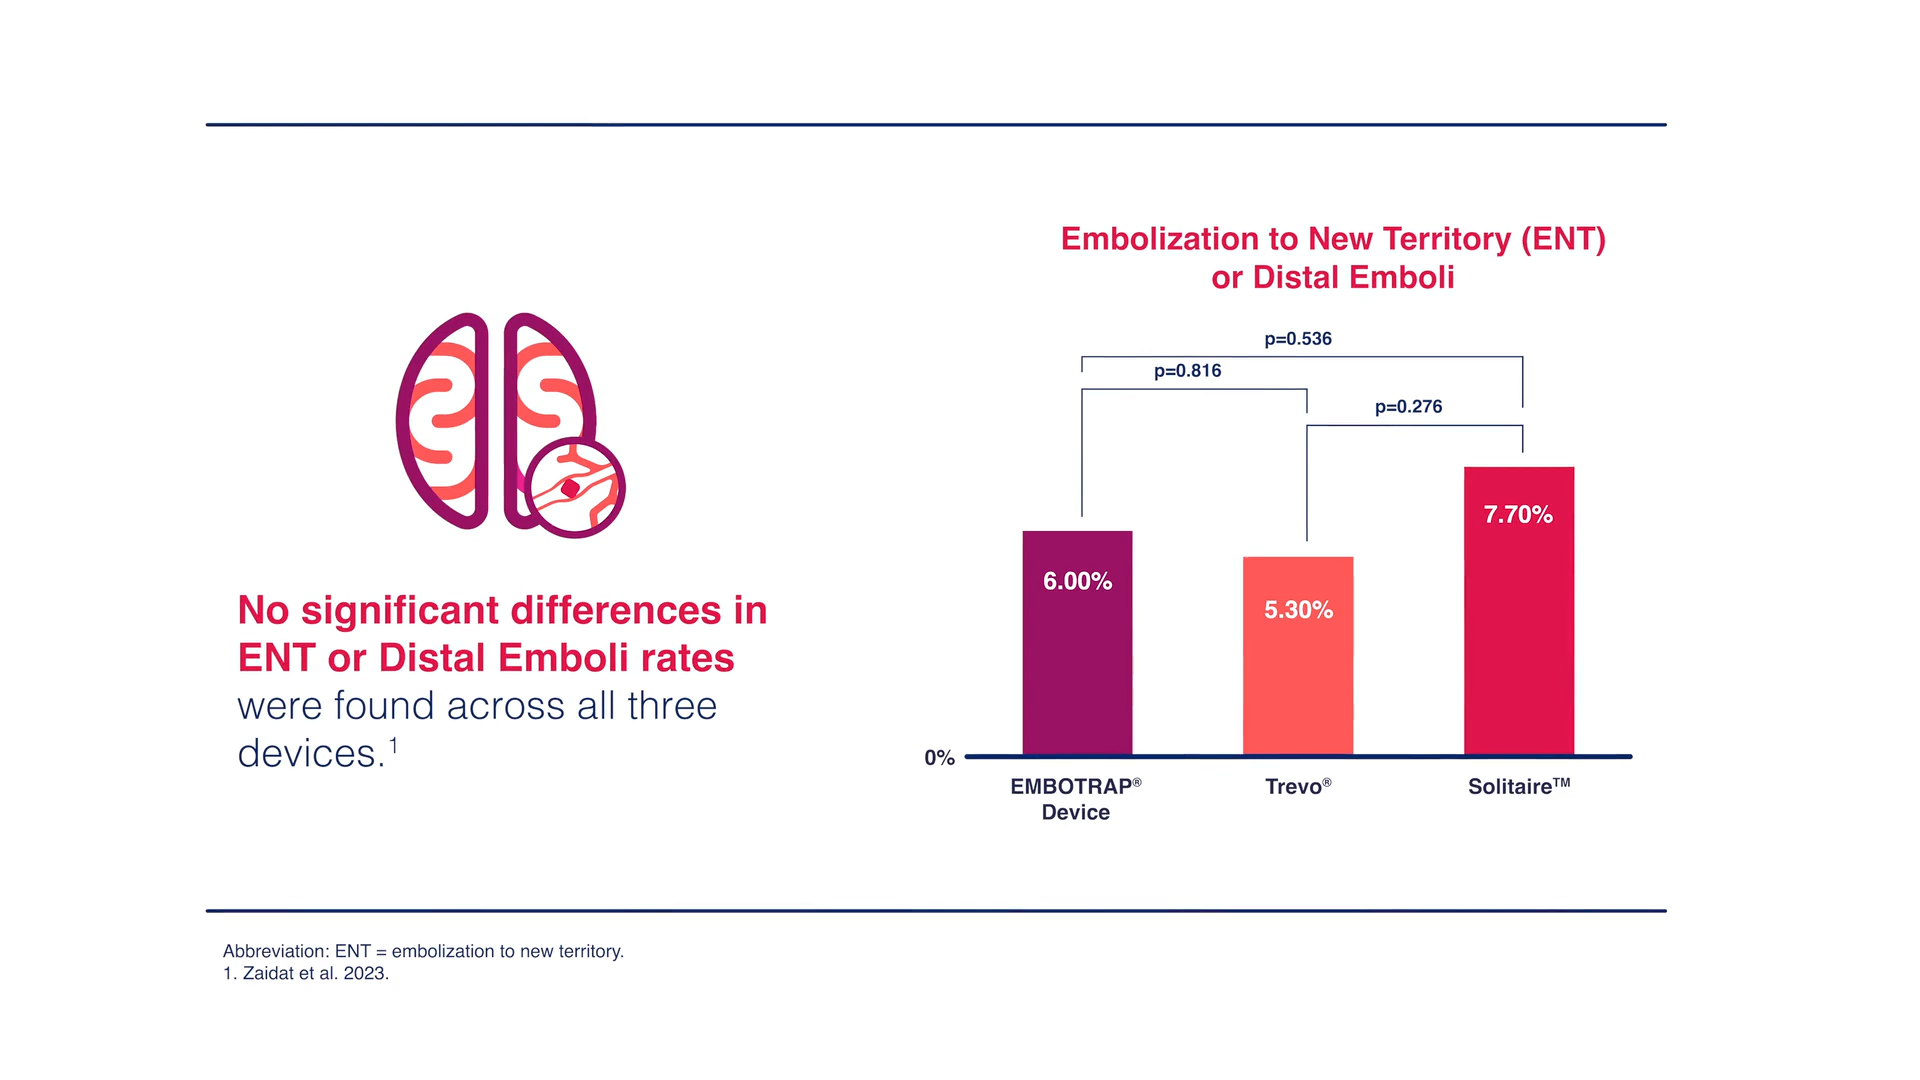 No significant differences in
ENT or Distal Emboli rates
were found across all three
devices.¹
Embolization to New Territory (ENT)
or Distal Emboli
p=0.536
p=0.816
p=0.276
6.00%
5.30%
7.70%
0%
EMBOTRAP®
Device
Trevo®
Solitaire™
Abbreviation: ENT = embolization to new territory.
1. Zaidat et al. 2023.